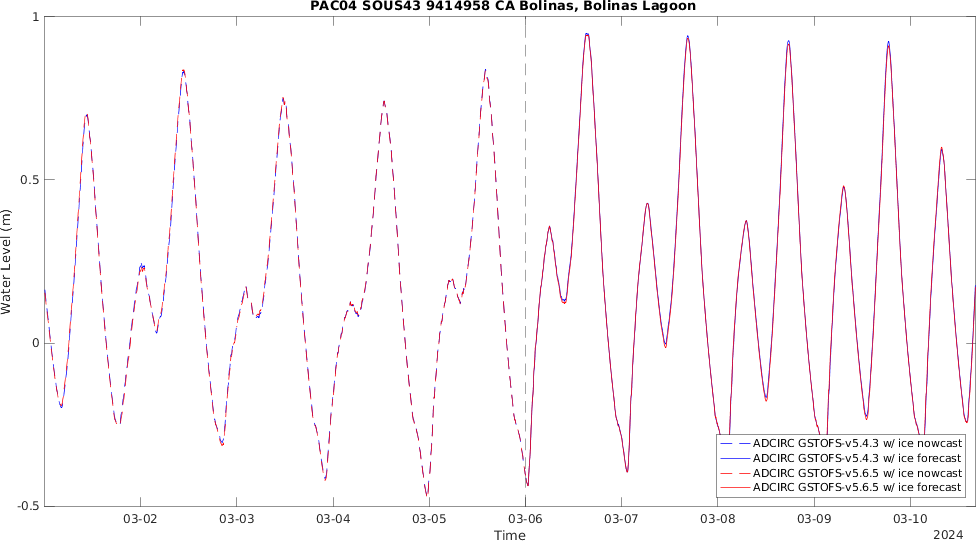 PAC04 SOUS43 9414958 CA Bolinas, Bolinas Lagoon
1
0.5
0
-0.5
Water Level (m)
ADCIRC GSTOFS-v5.4.3 w/ ice nowcast
ADCIRC GSTOFS-v5.4.3 w/ ice forecast
ADCIRC GSTOFS-v5.6.5 w/ ice nowcast
ADCIRC GSTOFS-v5.6.5 w/ ice forecast
03-02 03-03 03-04 03-05 03-06 03-07 03-08 03-09 03-10
Time
2024